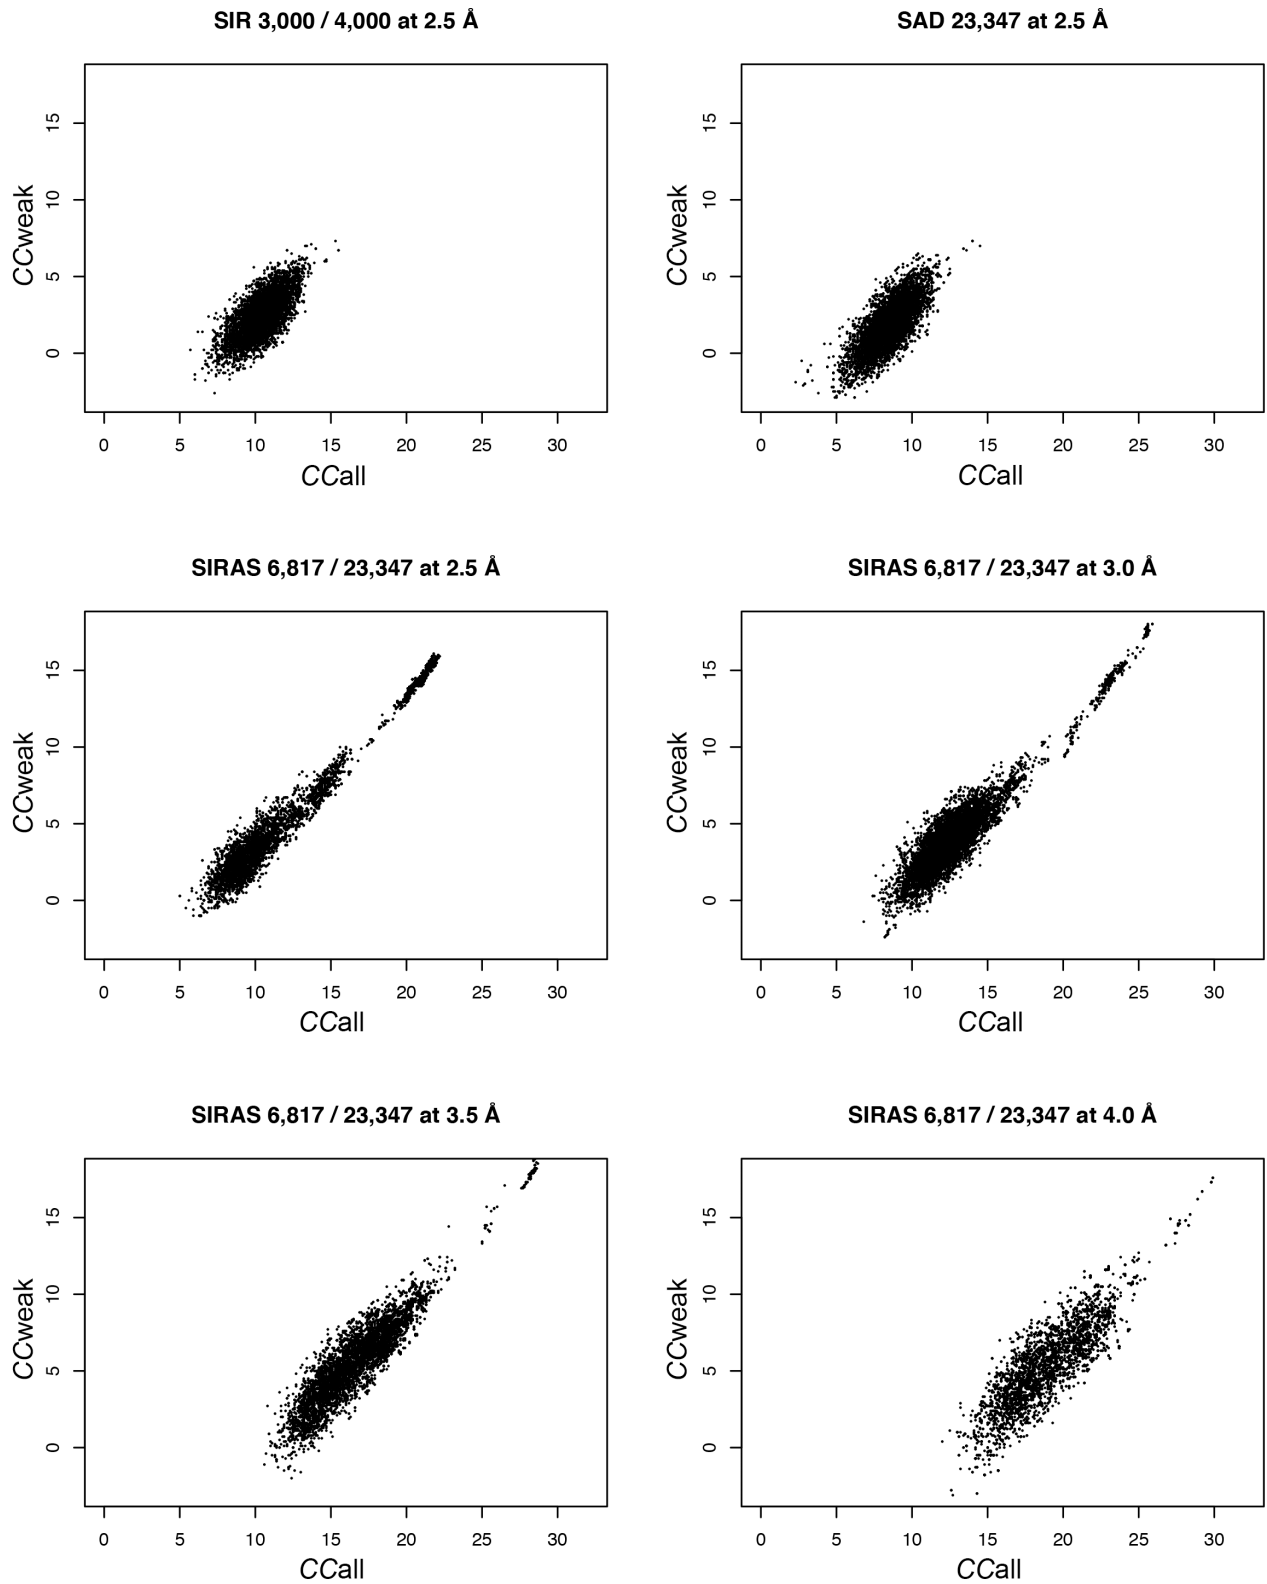 SIR 3,000 / 4,000 at 2.5 Å
SAD 23,347 at 2.5 Å
CCweak
15
10
5
0
0 5 10 15 20 25 30
CCall
CCweak
15
10
5
0
0 5 10 15 20 25 30
CCall
SIRAS 6,817 / 23,347 at 2.5 Å
SIRAS 6,817 / 23,347 at 3.0 Å
CCweak
15
10
5
0
0 5 10 15 20 25 30
CCall
CCweak
15
10
5
0
0 5 10 15 20 25 30
CCall
SIRAS 6,817 / 23,347 at 3.5 Å
SIRAS 6,817 / 23,347 at 4.0 Å
CCweak
15
10
5
0
0 5 10 15 20 25 30
CCall
CCweak
15
10
5
0
0 5 10 15 20 25 30
CCall